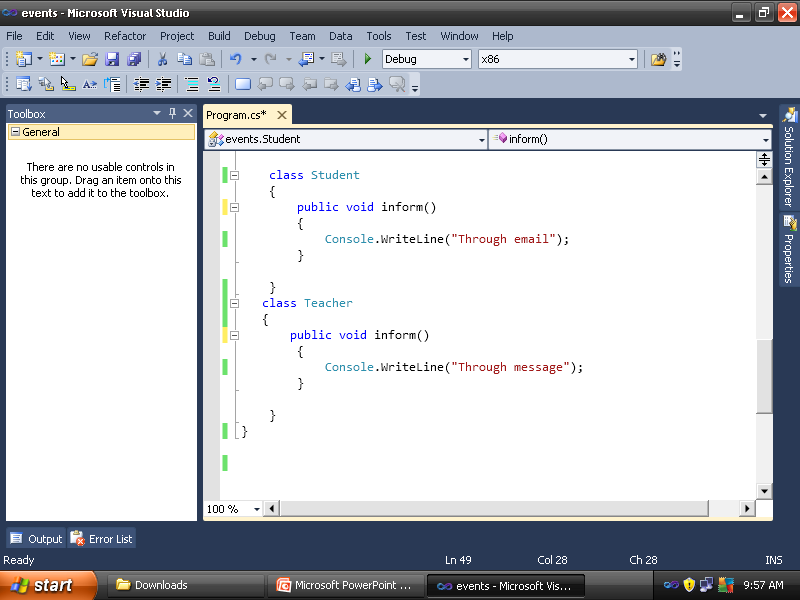 events - Microsoft Visual Studio
File Edit View Refactor Project Build Debug Team Data Tools Test Window Help
Debug x86
Toolbox
General
There are no usable controls in
this group. Drag an item onto this
text to add it to the toolbox.
Program.cs*
events.Student inform()
class Student
{
public void inform()
{
Console.WriteLine("Through email");
}
}
class Teacher
{
public void inform()
{
Console.WriteLine("Through message");
}
}
}
100 %
Solution Explorer
Properties
Output Error List
Ready Ln 49 Col 28 Ch 28 INS
start Downloads Microsoft PowerPoint ... events - Microsoft Vis... 9:57 AM